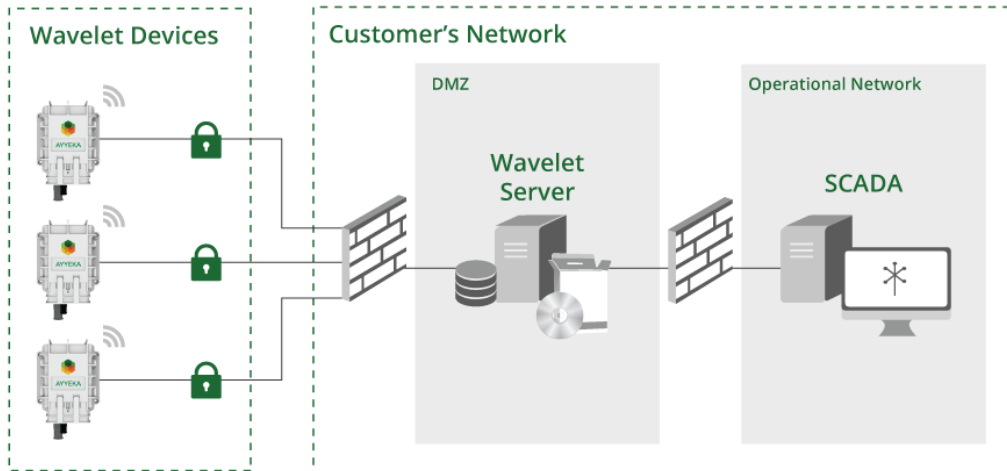 Wavelet Devices
Customer's Network
DMZ
Operational Network
Wavelet
Server
SCADA
AYYEKA
AYYEKA
AYYEKA